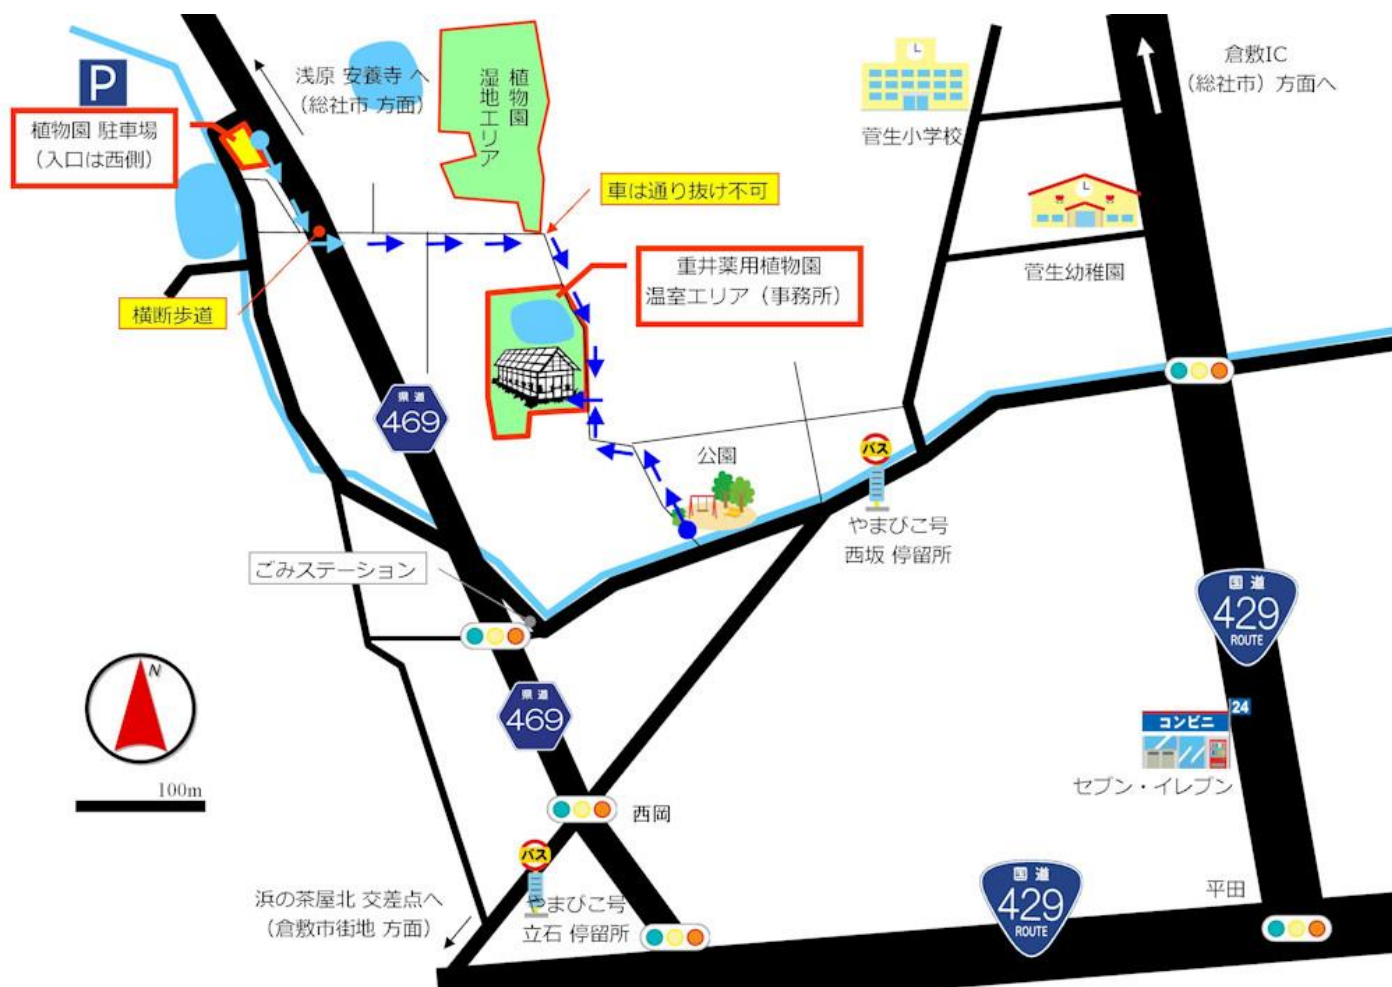 P
植物園 駐車場
（入口は西側）
浅原 安養寺 へ
（総社市 方面）
植物園
湿地エリア
菅生小学校
倉敷IC
（総社市）方面へ
車は通り抜け不可
菅生幼稚園
重井薬用植物園
温室エリア（事務所）
横断歩道
県道
469
公園
バス
やまびこ号
西坂 停留所
ごみステーション
国道
429
ROUTE
N
100m
県道
469
24
コンビニ
セブン・イレブン
西岡
バス
やまびこ号
立石 停留所
浜の茶屋北 交差点へ
（倉敷市街地 方面）
国道
429
ROUTE
平田